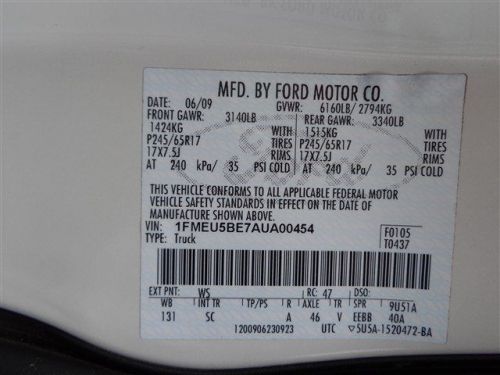 MFD. BY FORD MOTOR CO.
DATE: 06/09 GVWR: 6160LB/ 2794KG
FRONT GAWR: 3140LB REAR GAWR: 3340LB
1424KG WITH 1515KG WITH
P245/65R17 TIRES P245/65R17 TIRES
17X7.5J RIMS 17X7.5J RIMS
AT 240 kPa/ 35 PSI COLD AT 240 kPa/ 35 PSI COLD
THIS VEHICLE CONFORMS TO ALL APPLICABLE FEDERAL MOTOR
VEHICLE SAFETY STANDARDS IN EFFECT ON THE DATE OF
MANUFACTURE SHOWN ABOVE.
VIN: 1FMEU5BE7AUA00454 F0105
TYPE: Truck T0437
EXT PNT: WS RC: 47 DSO:
WB INT TR TP/PS R AXLE TR SPR 9U51A
131 SC A 46 V EEBB 40A
1200906230923 UTC 5U5A-1520472-BA